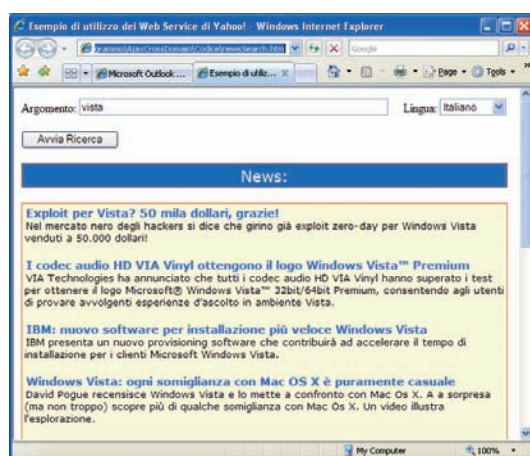 Esempio di utilizzo dei Web Service di Yahoo! - Windows Internet Explorer
grammo\AjaxCrossDomain\Codice\newsSearch.html
Google
Microsoft Outlook ...
Esempio di utiliz...
Page
Tools
Argomento: vista
Lingua: Italiano
Avvia Ricerca
News:
Exploit per Vista? 50 mila dollari, grazie!
Nel mercato nero degli hackers si dice che girino già exploit zero-day per Windows Vista
venduti a 50.000 dollari!
I codec audio HD VIA Vinyl ottengono il logo Windows Vista™ Premium
VIA Technologies ha annunciato che tutti i codec audio HD VIA Vinyl hanno superato i test
per ottenere il logo Microsoft® Windows Vista™ 32bit/64bit Premium, consentendo agli utenti
di provare avvolgenti esperienze d'ascolto in ambiente Vista.
IBM: nuovo software per installazione più veloce Windows Vista
IBM presenta un nuovo provisioning software che contribuirà ad accelerare il tempo di
installazione per i clienti Microsoft Windows Vista.
Windows Vista: ogni somiglianza con Mac OS X è puramente casuale
David Pogue recensisce Windows Vista e lo mette a confronto con Mac Os X. A a sorpresa
(ma non troppo) scopre più di qualche somiglianza con Mac Os X. Un video illustra
l'esplorazione.
My Computer
100%